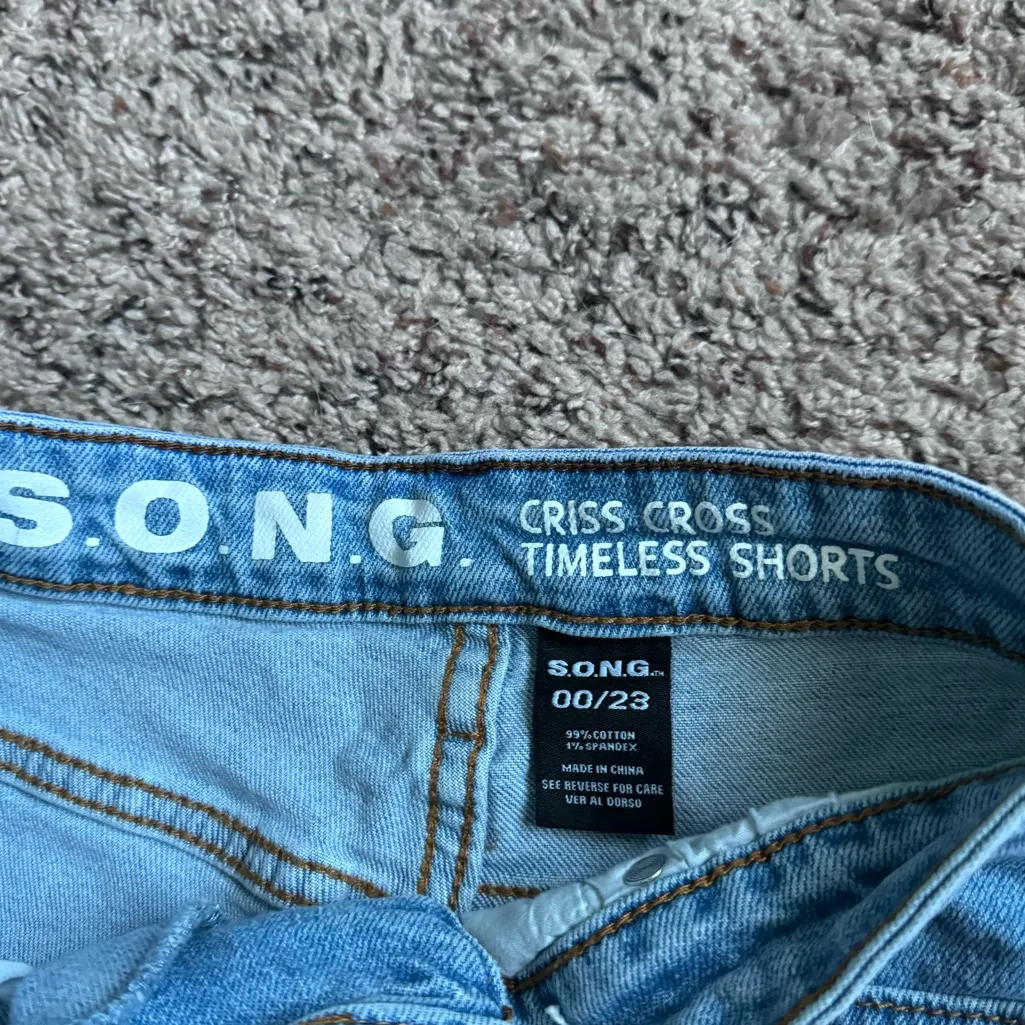 S.O.N.G.
CRISS CROSS
TIMELESS SHORTS
S.O.N.G.™
00/23
99% COTTON
1% SPANDEX
MADE IN CHINA
SEE REVERSE FOR CARE
VER AL DORSO